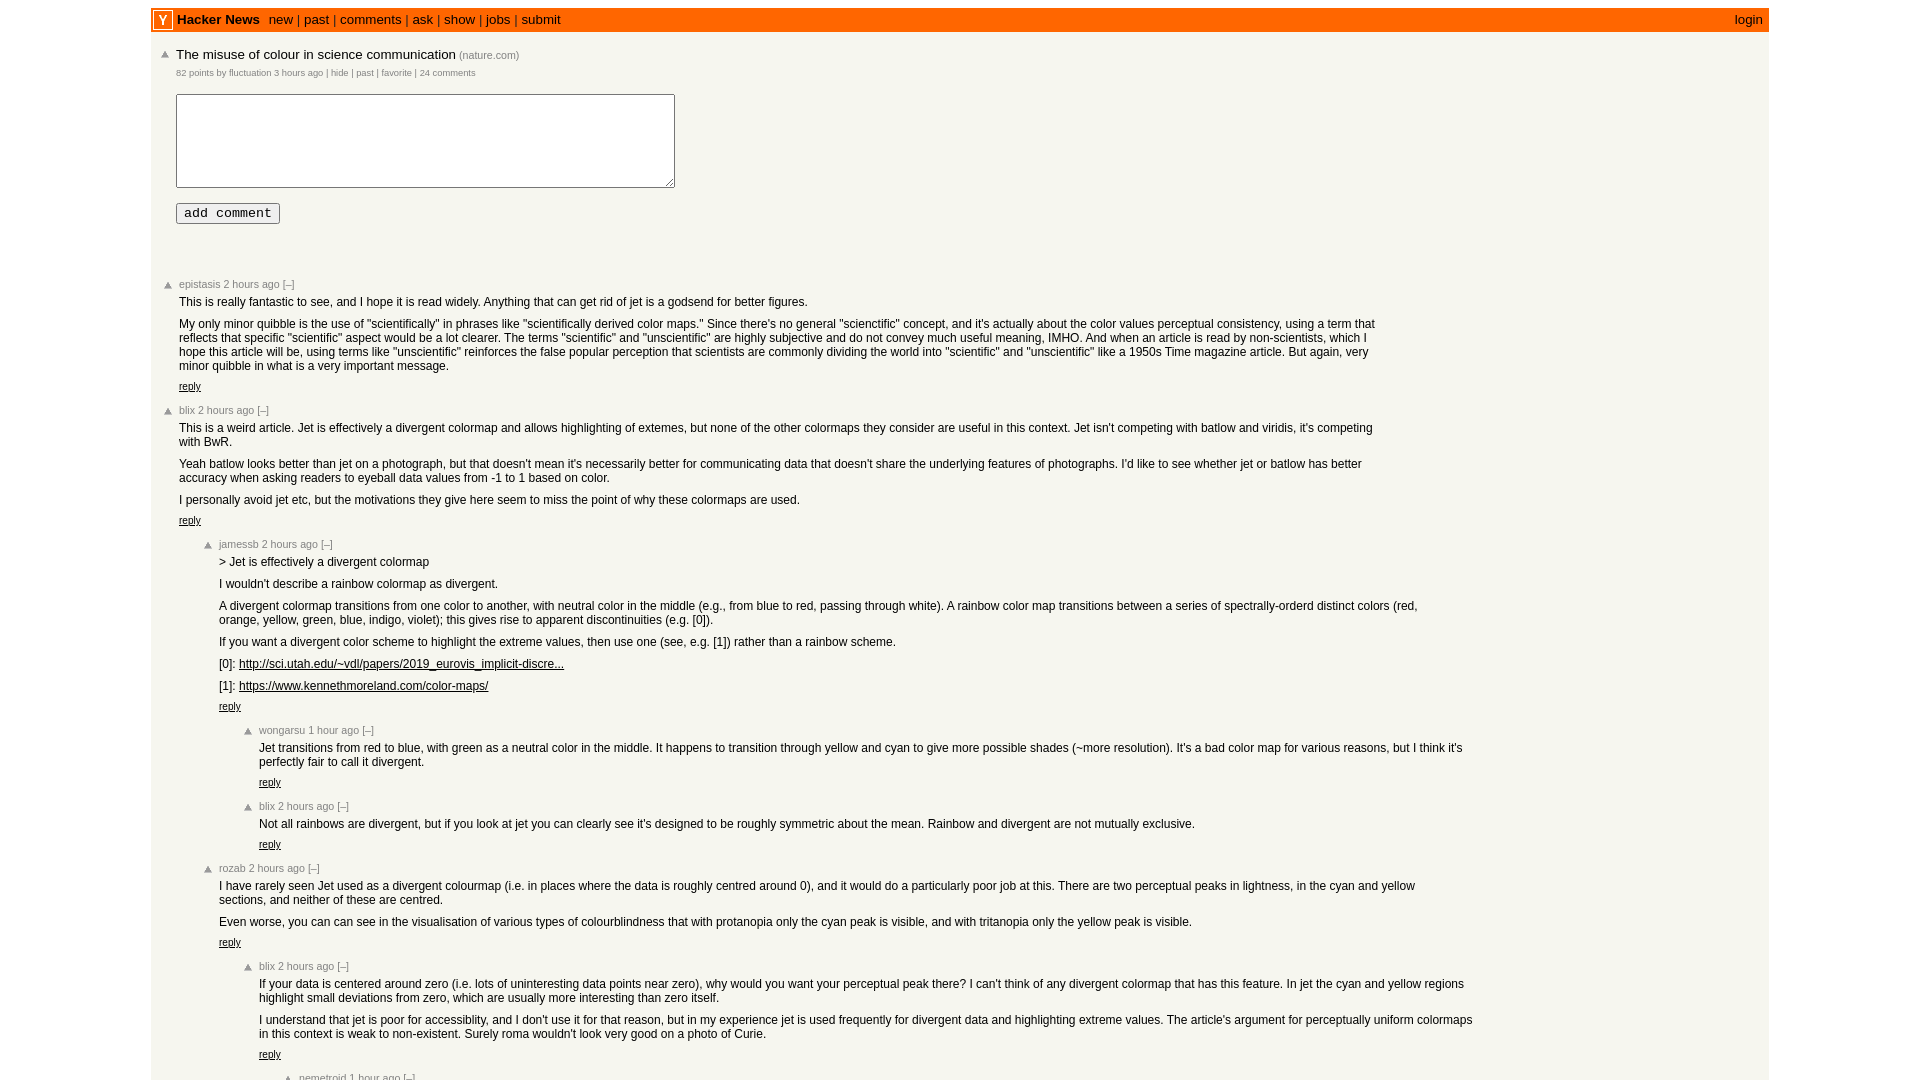 Y Hacker News new | past | comments | ask | show | jobs | submit login
The misuse of colour in science communication (nature.com)
82 points by fluctuation 3 hours ago | hide | past | favorite | 24 comments
add comment
epistasis 2 hours ago [–]
This is really fantastic to see, and I hope it is read widely. Anything that can get rid of jet is a godsend for better figures.
My only minor quibble is the use of "scientifically" in phrases like "scientifically derived color maps." Since there's no general "scienctific" concept, and it's actually about the color values perceptual consistency, using a term that
reflects that specific "scientific" aspect would be a lot clearer. The terms "scientific" and "unscientific" are highly subjective and do not convey much useful meaning, IMHO. And when an article is read by non-scientists, which I
hope this article will be, using terms like "unscientific" reinforces the false popular perception that scientists are commonly dividing the world into "scientific" and "unscientific" like a 1950s Time magazine article. But again, very
minor quibble in what is a very important message.
reply
blix 2 hours ago [–]
This is a weird article. Jet is effectively a divergent colormap and allows highlighting of extemes, but none of the other colormaps they consider are useful in this context. Jet isn't competing with batlow and viridis, it's competing
with BwR.
Yeah batlow looks better than jet on a photograph, but that doesn't mean it's necessarily better for communicating data that doesn't share the underlying features of photographs. I'd like to see whether jet or batlow has better
accuracy when asking readers to eyeball data values from -1 to 1 based on color.
I personally avoid jet etc, but the motivations they give here seem to miss the point of why these colormaps are used.
reply
jamessb 2 hours ago [–]
> Jet is effectively a divergent colormap
I wouldn't describe a rainbow colormap as divergent.
A divergent colormap transitions from one color to another, with neutral color in the middle (e.g., from blue to red, passing through white). A rainbow color map transitions between a series of spectrally-orderd distinct colors (red,
orange, yellow, green, blue, indigo, violet); this gives rise to apparent discontinuities (e.g. [0]).
If you want a divergent color scheme to highlight the extreme values, then use one (see, e.g. [1]) rather than a rainbow scheme.
[0]: http://sci.utah.edu/~vdl/papers/2019_eurovis_implicit-discre...
[1]: https://www.kennethmoreland.com/color-maps/
reply
wongarsu 1 hour ago [–]
Jet transitions from red to blue, with green as a neutral color in the middle. It happens to transition through yellow and cyan to give more possible shades (~more resolution). It's a bad color map for various reasons, but I think it's
perfectly fair to call it divergent.
reply
blix 2 hours ago [–]
Not all rainbows are divergent, but if you look at jet you can clearly see it's designed to be roughly symmetric about the mean. Rainbow and divergent are not mutually exclusive.
reply
rozab 2 hours ago [–]
I have rarely seen Jet used as a divergent colourmap (i.e. in places where the data is roughly centred around 0), and it would do a particularly poor job at this. There are two perceptual peaks in lightness, in the cyan and yellow
sections, and neither of these are centred.
Even worse, you can can see in the visualisation of various types of colourblindness that with protanopia only the cyan peak is visible, and with tritanopia only the yellow peak is visible.
reply
blix 2 hours ago [–]
If your data is centered around zero (i.e. lots of uninteresting data points near zero), why would you want your perceptual peak there? I can't think of any divergent colormap that has this feature. In jet the cyan and yellow regions
highlight small deviations from zero, which are usually more interesting than zero itself.
I understand that jet is poor for accessiblity, and I don't use it for that reason, but in my experience jet is used frequently for divergent data and highlighting extreme values. The article's argument for perceptually uniform colormaps
in this context is weak to non-existent. Surely roma wouldn't look very good on a photo of Curie.
reply
nemetroid 1 hour ago [–]